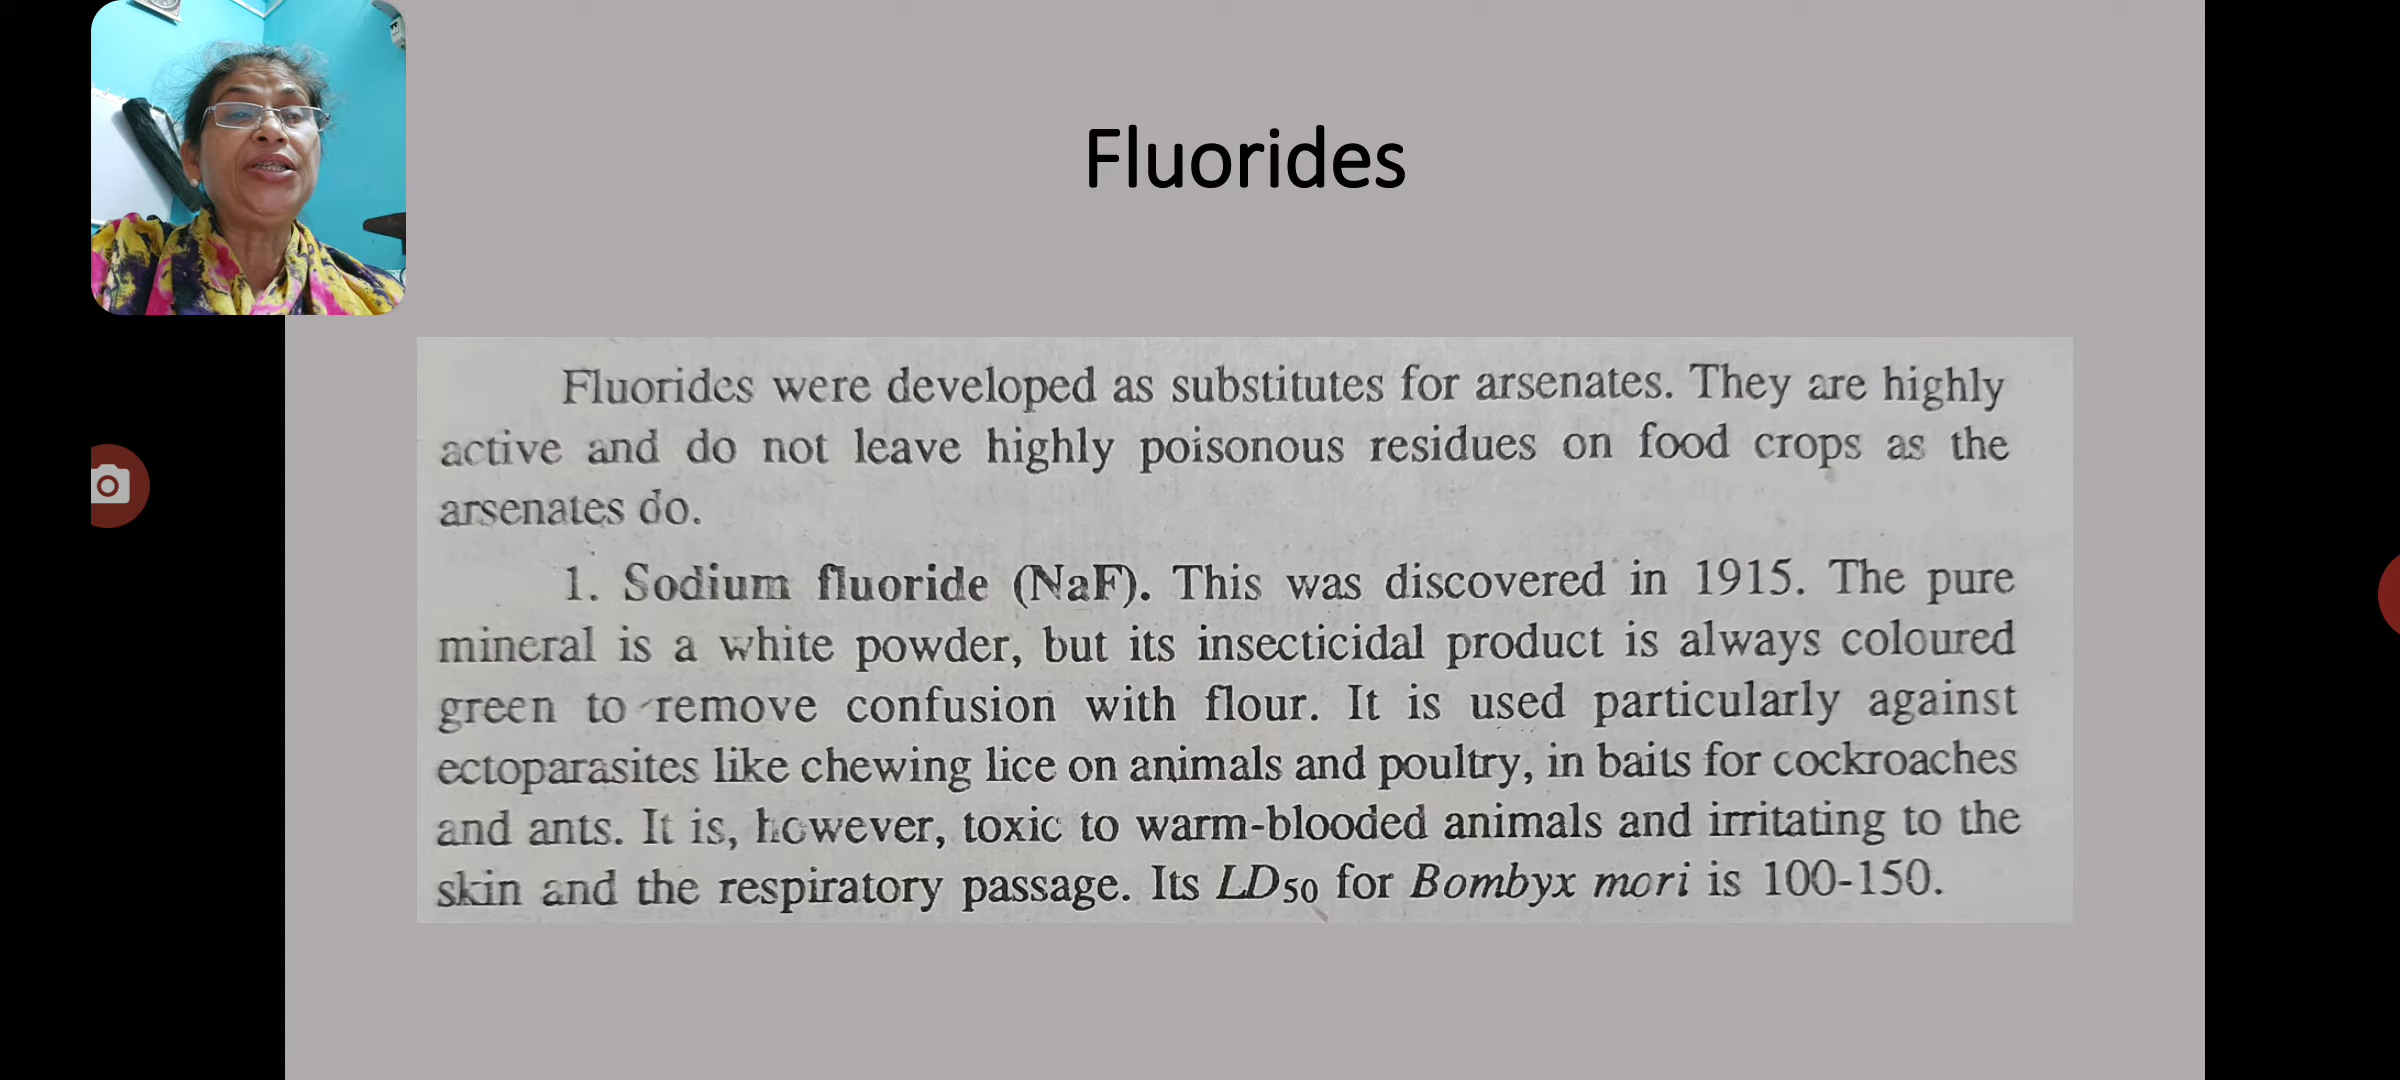 Fluorides
Fluorides were developed as substitutes for arsenates. They are highly
active and do not leave highly poisonous residues on food crops as the
arsenates do.
1. Sodium fluoride (NaF). This was discovered in 1915. The pure
mineral is a white powder, but its insecticidal product is always coloured
green to remove confusion with flour. It is used particularly against
ectoparasites like chewing lice on animals and poultry, in baits for cockroaches
and ants. It is, however, toxic to warm-blooded animals and irritating to the
skin and the respiratory passage. Its LD50 for Bombyx mori is 100-150.